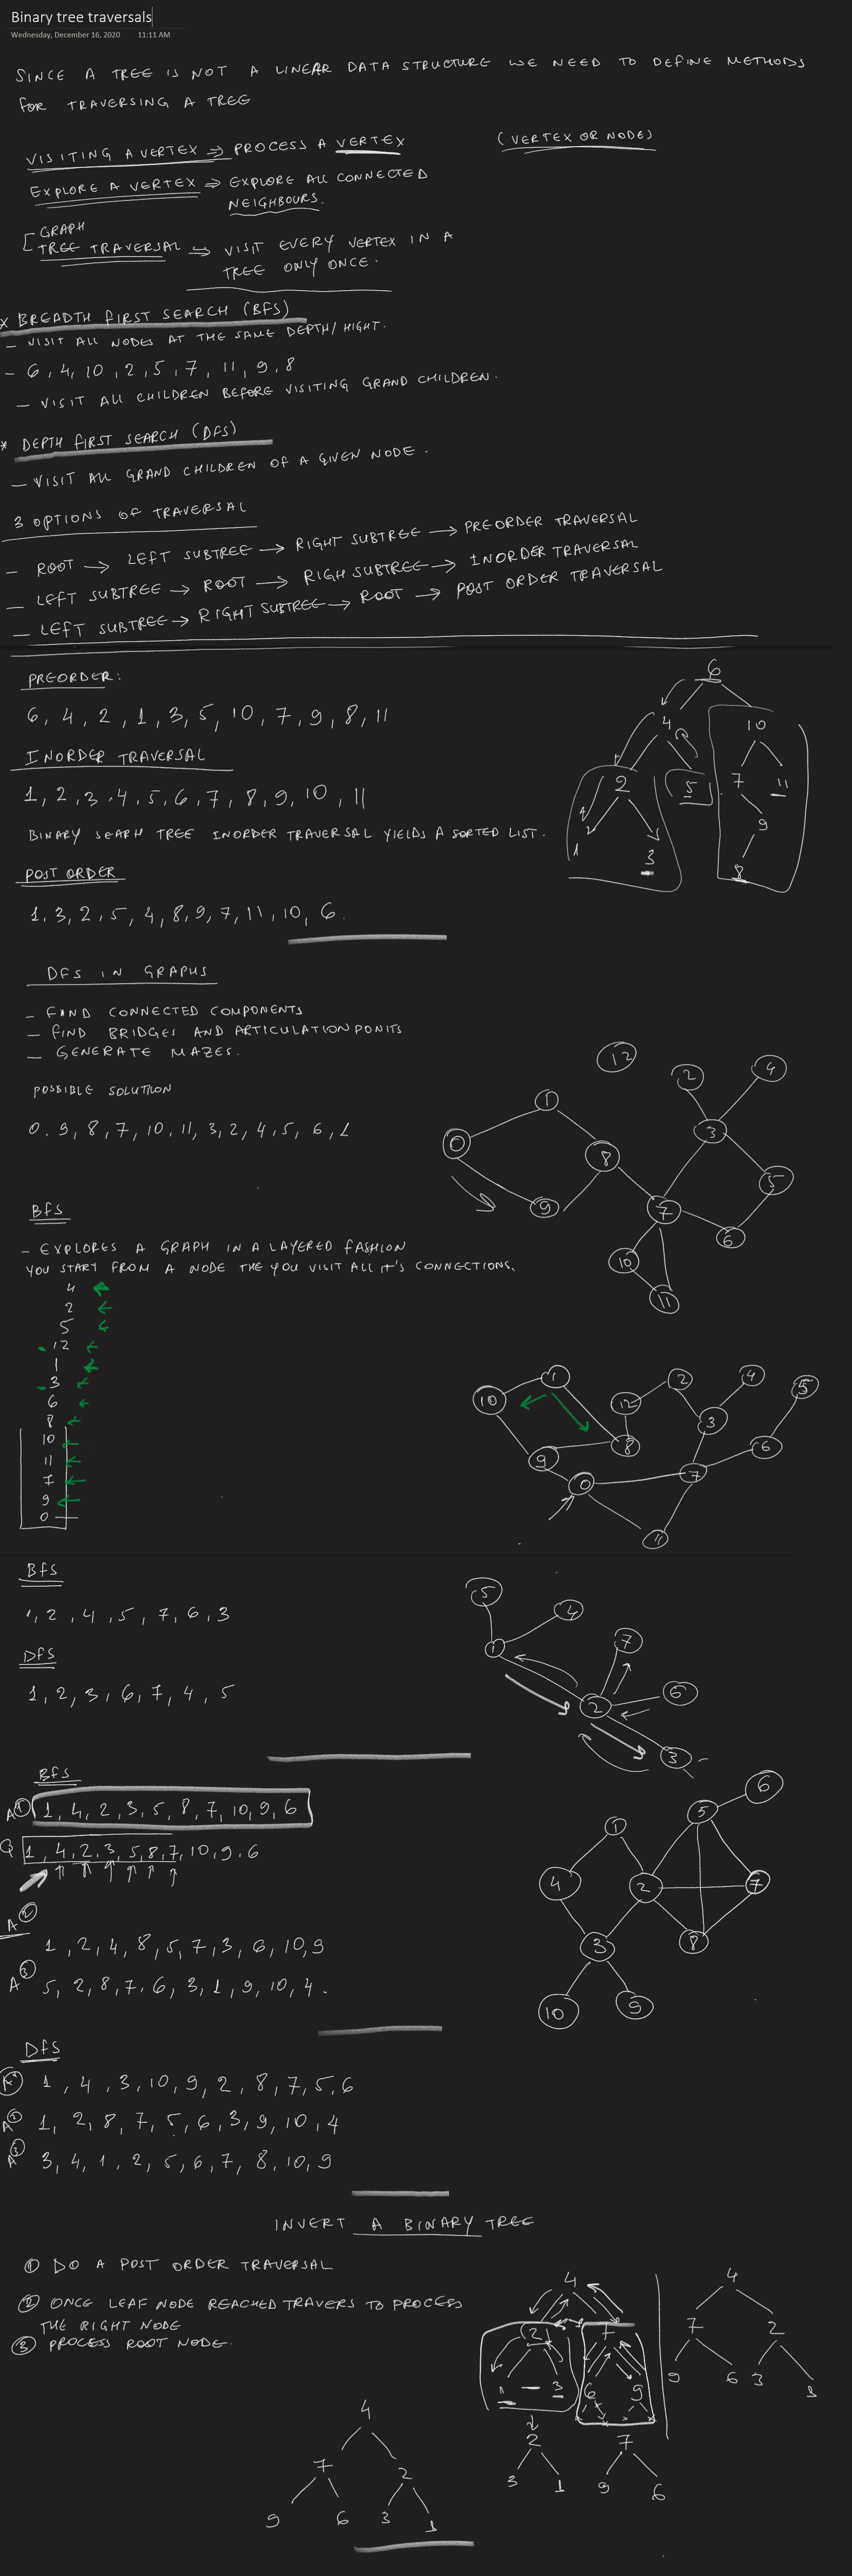 Binary tree traversals
Wednesday, December 16, 2020 11:11 AM
SINCE A TREE IS NOT A LINEAR DATA STRUCTURE WE NEED TO DEFINE METHODS
FOR TRAVERSING A TREE
VISITING A VERTEX => PROCESS A VERTEX
(VERTEX OR NODE)
EXPLORE A VERTEX => EXPLORE ALL CONNECTED
NEIGHBOURS.
GRAPH
TREE TRAVERSAL → VISIT EVERY VERTEX IN A
TREE ONLY ONCE.
x BREADTH FIRST SEARCH (BFS)
- VISIT ALL NODES AT THE SAME DEPTH/HIGHT.
- 6, 4, 10, 2, 5, 7, 11, 9, 8
- VISIT ALL CHILDREN BEFORE VISITING GRAND CHILDREN.
* DEPTH FIRST SEARCH (DFS)
- VISIT ALL GRAND CHILDREN OF A GIVEN NODE.
3 OPTIONS OF TRAVERSAL
- ROOT → LEFT SUBTREE → RIGHT SUBTREE → PREORDER TRAVERSAL
- LEFT SUBTREE → ROOT → RIGH SUBTREE → INORDER TRAVERSAL
- LEFT SUBTREE → RIGHT SUBTREE → ROOT → POST ORDER TRAVERSAL
PREORDER:
6, 4, 2, 1, 3, 5, 10, 7, 9, 8, 11
INORDER TRAVERSAL
1, 2, 3, 4, 5, 6, 7, 8, 9, 10, 11
BINARY SEARH TREE INORDER TRAVERSAL YIELDS A SORTED LIST.
POST ORDER
1, 3, 2, 5, 4, 8, 9, 7, 11, 10, 6.
6
4 10
2 5 7 11
1 3 9
8
DFS IN GRAPHS
- FIND CONNECTED COMPONENTS
- FIND BRIDGES AND ARTICULATION PONITS
- GENERATE MAZES.
POSSIBLE SOLUTION
0. 9, 8, 7, 10, 11, 3, 2, 4, 5, 6, 1
12
2 4
1
3
0 8
5
9 7
6
10
11
BFS
- EXPLORES A GRAPH IN A LAYERED FASHION
YOU START FROM A NODE THE YOU VISIT ALL IT'S CONNECTIONS.
4
2
5
12
1
3
6
8
10
11
7
9
0
1 2 4 5
10 12
3
8 6
9
0 7
11
BFS
1, 2, 4, 5, 7, 6, 3
DFS
1, 2, 3, 6, 7, 4, 5
5
4
1 7
2 6
3
BFS
A① 1, 4, 2, 3, 5, 8, 7, 10, 9, 6
Q 1, 4, 2, 3, 5, 8, 7, 10, 9, 6
A② 1, 2, 4, 8, 5, 7, 3, 6, 10, 9
A③ 5, 2, 8, 7, 6, 3, 1, 9, 10, 4.
6
5
1
4 2 7
3 8
10 9
DFS
A① 1, 4, 3, 10, 9, 2, 8, 7, 5, 6
A② 1, 2, 8, 7, 5, 6, 3, 9, 10, 4
A③ 3, 4, 1, 2, 5, 6, 7, 8, 10, 9
INVERT A BINARY TREE
① DO A POST ORDER TRAVERSAL
② ONCE LEAF NODE REACHED TRAVERS TO PROCESS
THE RIGHT NODE
③ PROCESS ROOT NODE.
4
2 7
1 3 6 9
2 7
3 1 9 6
4
7 2
9 6 3 1
4
7 2
9 6 3 1